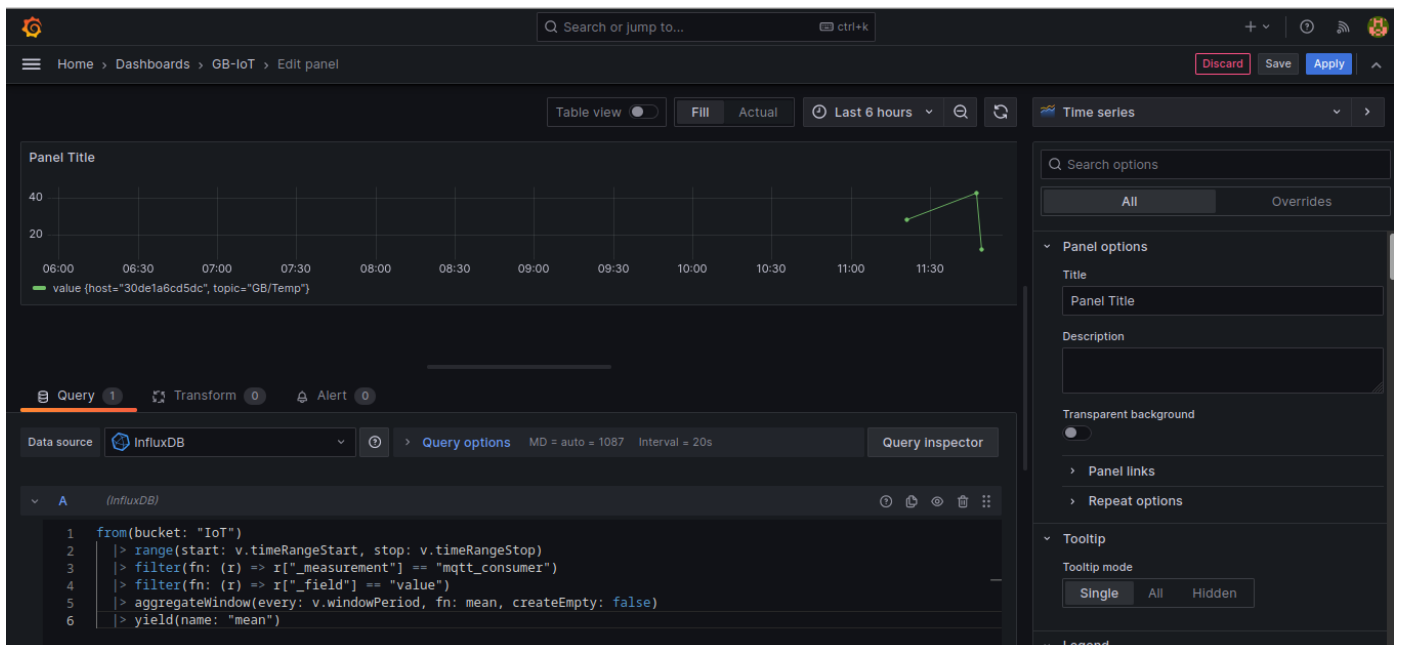 Search or jump to... ctrl+k
Home › Dashboards › GB-IoT › Edit panel
Discard Save Apply
Table view Fill Actual Last 6 hours
Time series
Panel Title
40
20
06:00 06:30 07:00 07:30 08:00 08:30 09:00 09:30 10:00 10:30 11:00 11:30
value {host="30de1a6cd5dc", topic="GB/Temp"}
Query 1 Transform 0 Alert 0
Data source InfluxDB Query options MD = auto = 1087 Interval = 20s Query inspector
A (InfluxDB)
1 from(bucket: "IoT")
2 |> range(start: v.timeRangeStart, stop: v.timeRangeStop)
3 |> filter(fn: (r) => r["_measurement"] == "mqtt_consumer")
4 |> filter(fn: (r) => r["_field"] == "value")
5 |> aggregateWindow(every: v.windowPeriod, fn: mean, createEmpty: false)
6 |> yield(name: "mean")
Search options
All Overrides
Panel options
Title
Panel Title
Description
Transparent background
Panel links
Repeat options
Tooltip
Tooltip mode
Single All Hidden
Legend